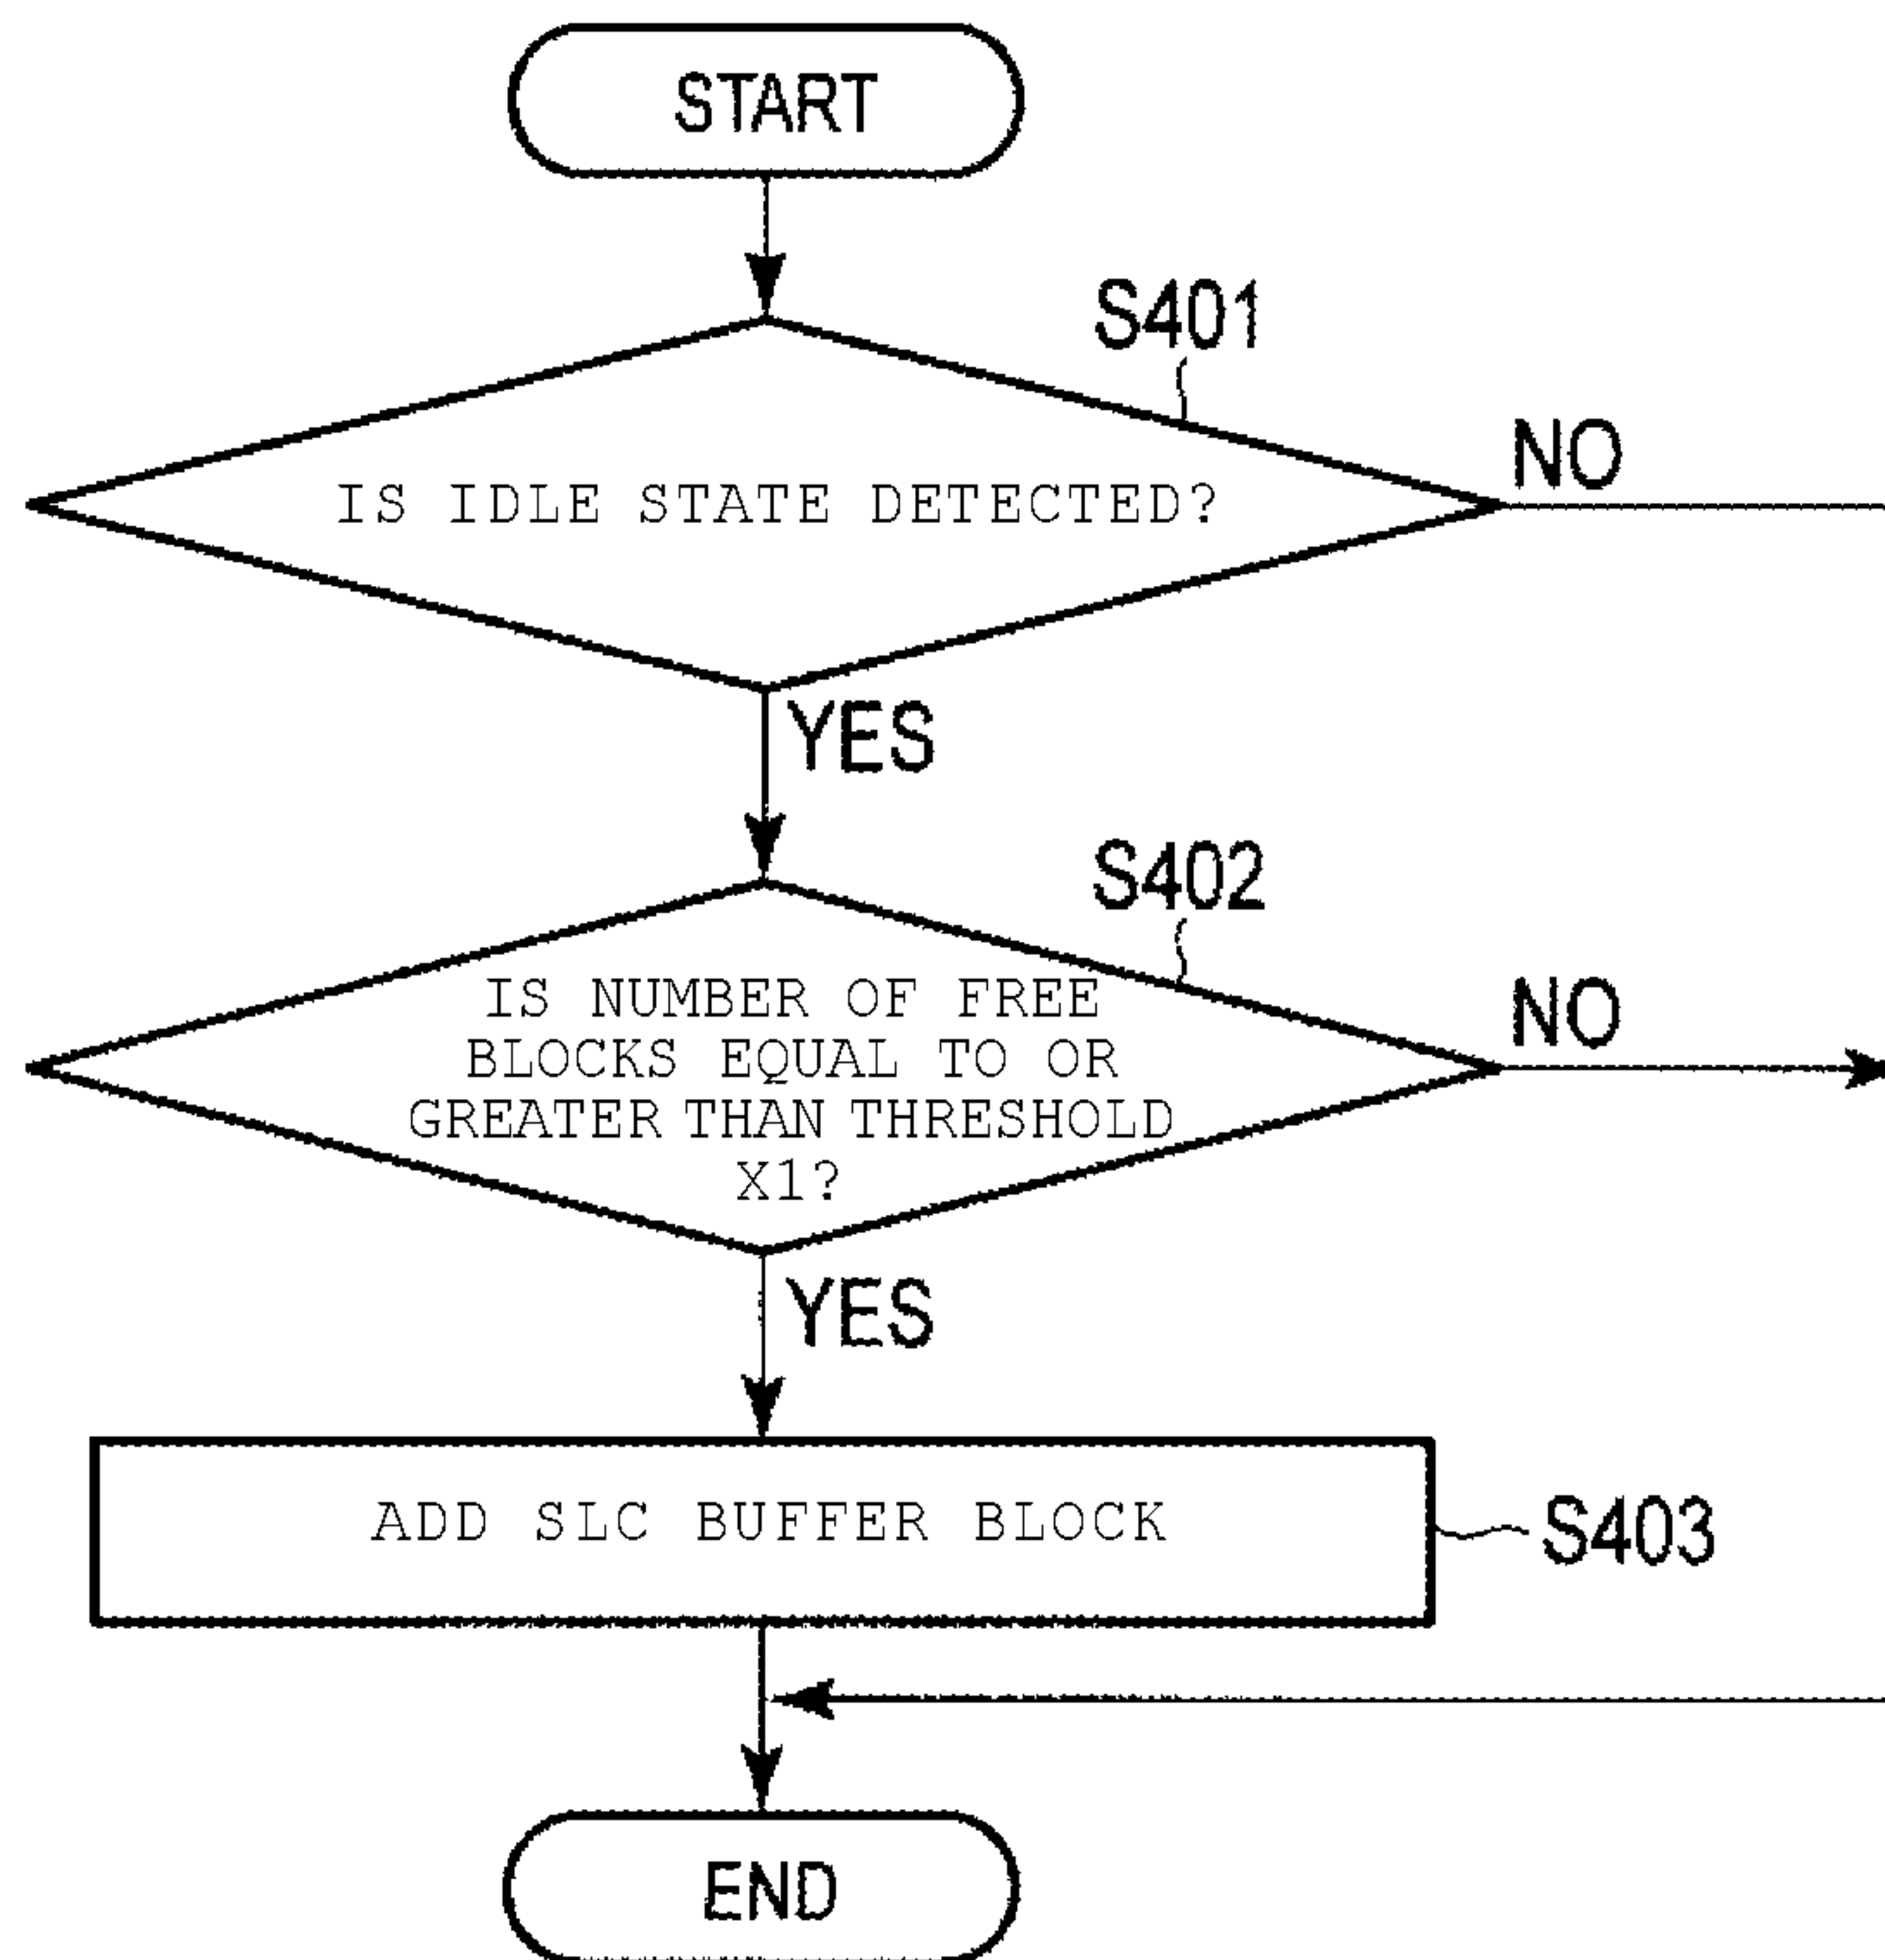 START
S401
NO
IS IDLE STATE DETECTED?
YES
S402
NO
IS NUMBER OF FREE
BLOCKS EQUAL TO OR
GREATER THAN THRESHOLD
X1?
YES
ADD SLC BUFFER BLOCK
S403
END